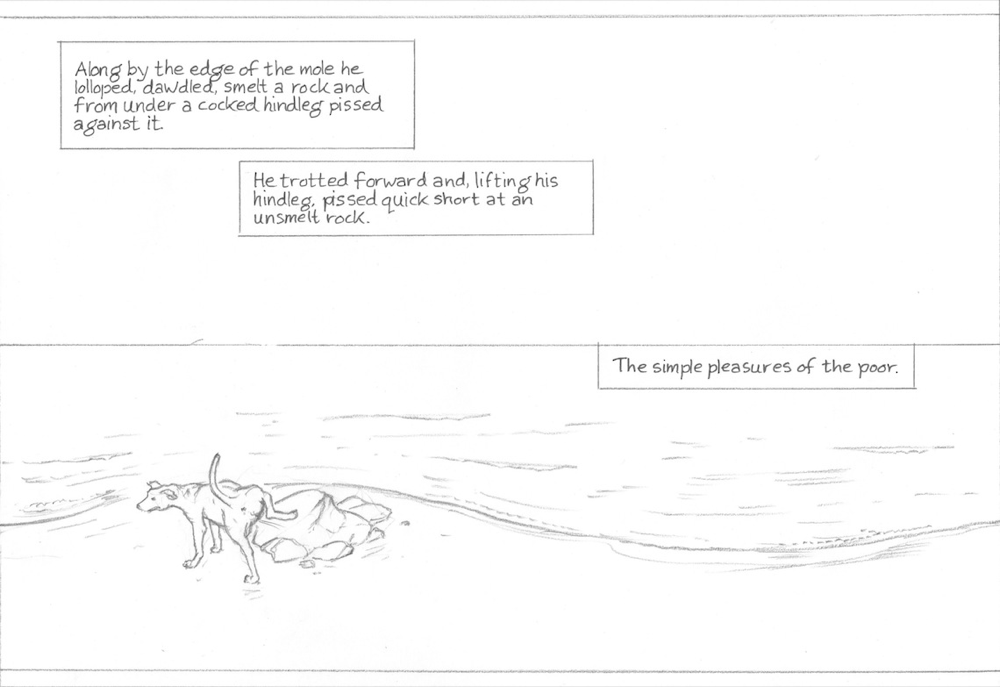 Along by the edge of the mole he
lolloped, dawdled, smelt a rock and
from under a cocked hindleg pissed
against it.
He trotted forward and, lifting his
hindleg, pissed quick short at an
unsmelt rock.
The simple pleasures of the poor.